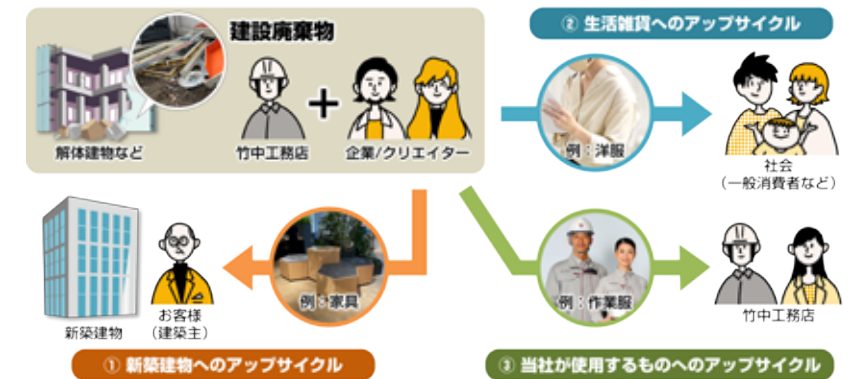 建設廃棄物
解体建物など
竹中工務店
+
企業/クリエイター
② 生活雑貨へのアップサイクル
例：洋服
社会
（一般消費者など）
新築建物
お客様
（建築主）
例：家具
① 新築建物へのアップサイクル
例：作業服
竹中工務店
③ 当社が使用するものへのアップサイクル